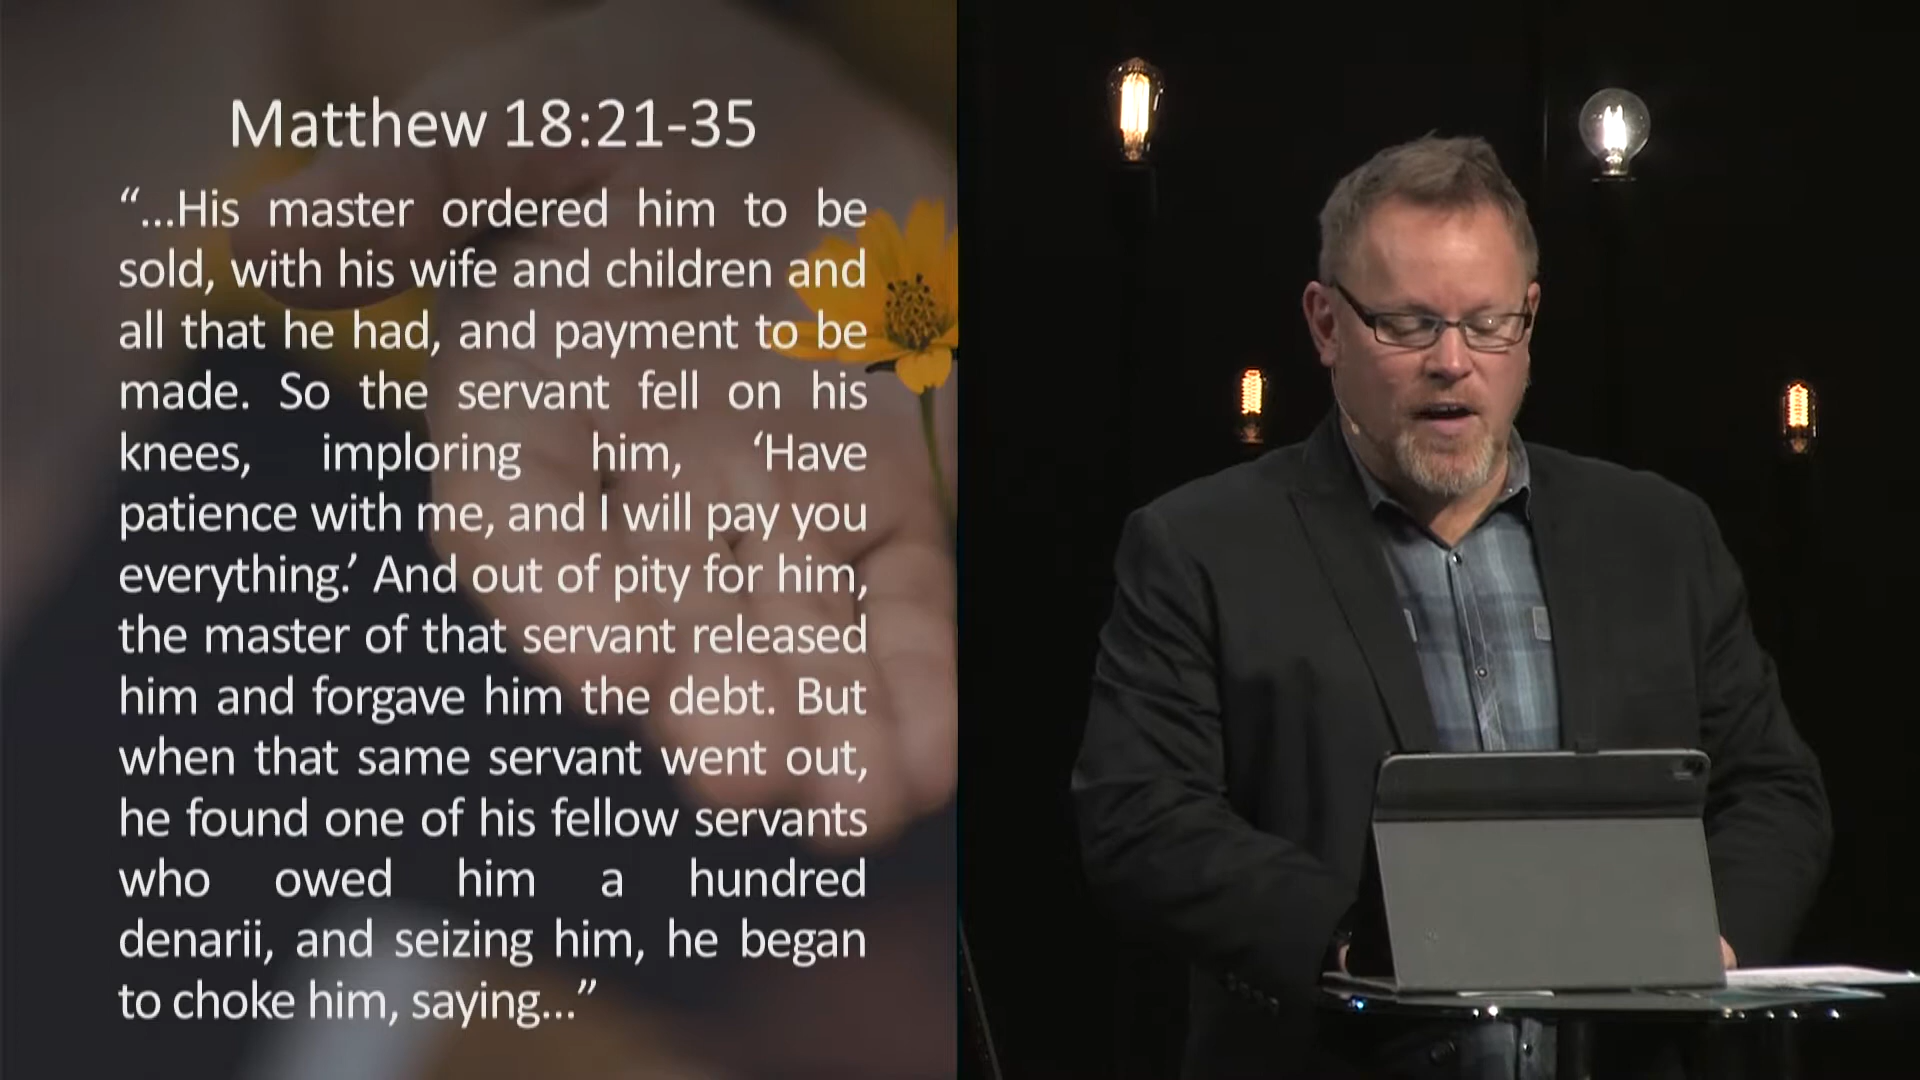 Matthew 18:21-35
“...His master ordered him to be
sold, with his wife and children and
all that he had, and payment to be
made. So the servant fell on his
knees, imploring him, ‘Have
patience with me, and I will pay you
everything.’ And out of pity for him,
the master of that servant released
him and forgave him the debt. But
when that same servant went out,
he found one of his fellow servants
who owed him a hundred
denarii, and seizing him, he began
to choke him, saying...”